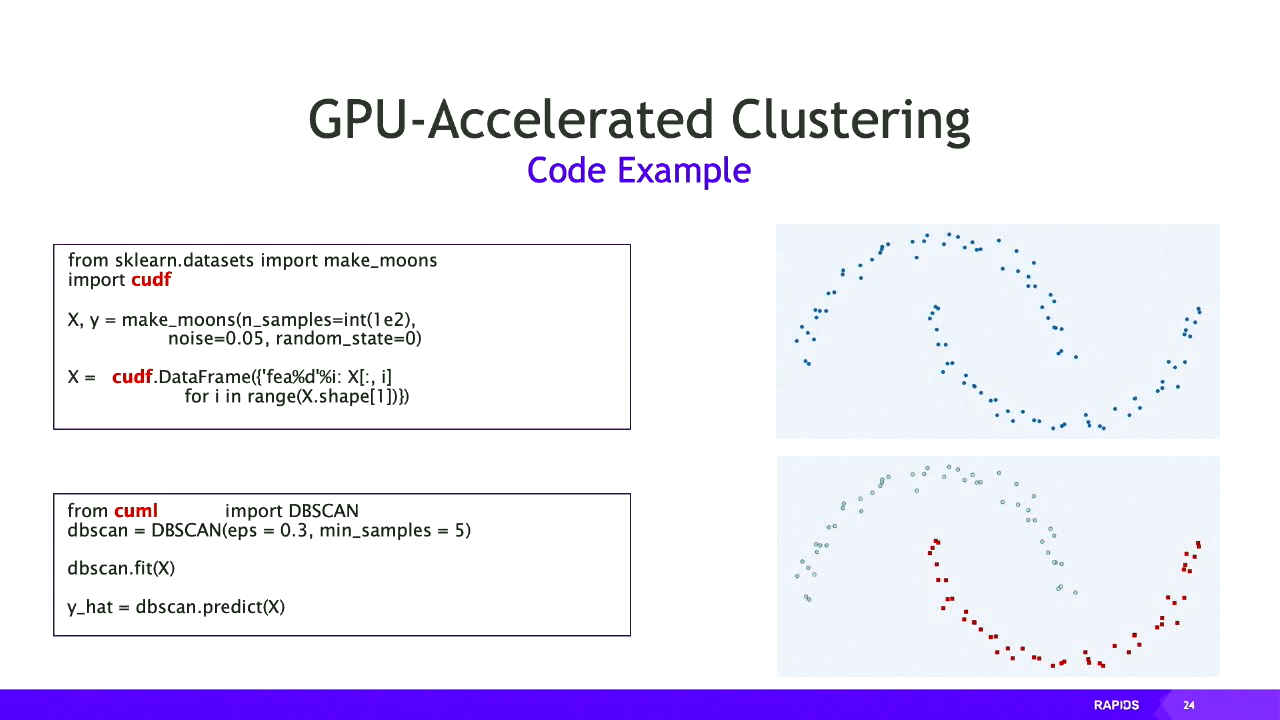 GPU-Accelerated Clustering
Code Example
from sklearn.datasets import make_moons
import cudf
X, y = make_moons(n_samples=int(1e2),
noise=0.05, random_state=0)
X = cudf.DataFrame({'fea%d'%i: X[:, i]
for i in range(X.shape[1])})
from cuml import DBSCAN
dbscan = DBSCAN(eps = 0.3, min_samples = 5)
dbscan.fit(X)
y_hat = dbscan.predict(X)
RAPIDS 24